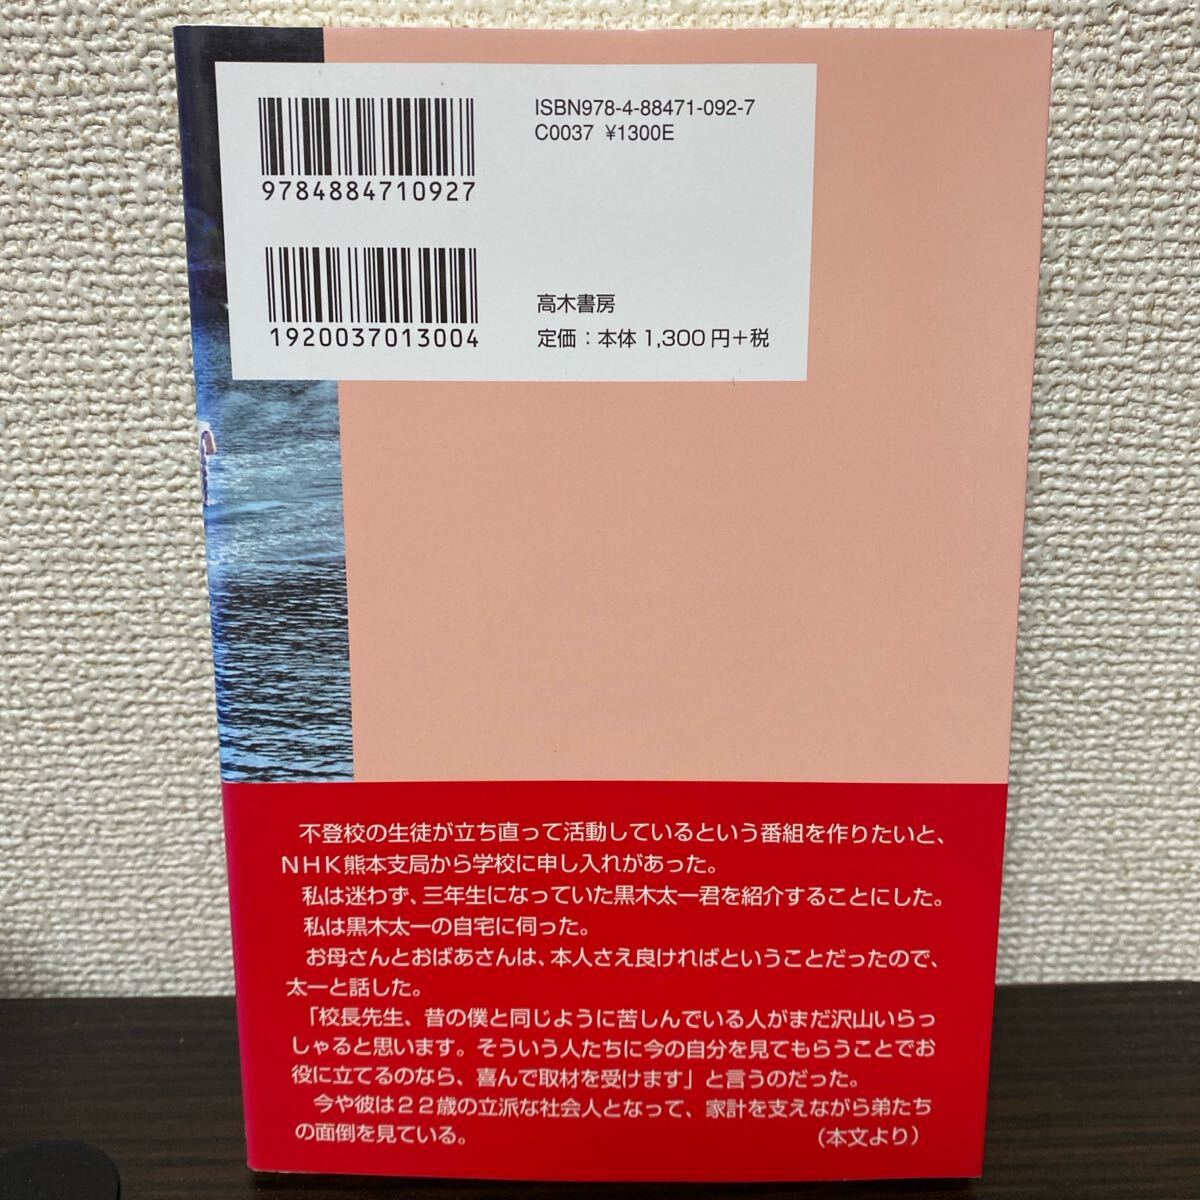 ISBN978-4-88471-092-7
C0037 ¥1300E
9784884710927
1920037013004
高木書房
定価：本体1,300円＋税
不登校の生徒が立ち直って活動しているという番組を作りたいと、
ＮＨＫ熊本支局から学校に申し入れがあった。
私は迷わず、三年生になっていた黒木太一君を紹介することにした。
私は黒木太一の自宅に伺った。
お母さんとおばあさんは、本人さえ良ければということだったので、
太一と話した。
「校長先生、昔の僕と同じように苦しんでいる人がまだ沢山いらっ
しゃると思います。そういう人たちに今の自分を見てもらうことでお
役に立てるのなら、喜んで取材を受けます」と言うのだった。
今や彼は２２歳の立派な社会人となって、家計を支えながら弟たち
の面倒を見ている。 （本文より）